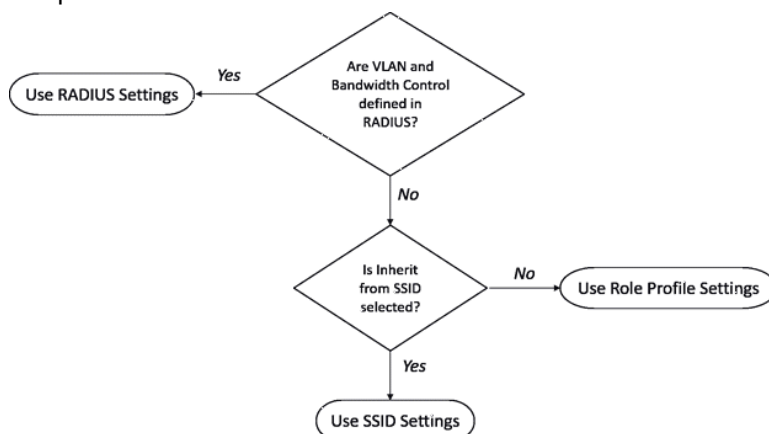 Are VLAN and
Bandwidth Control
defined in
RADIUS?
Yes
Use RADIUS Settings
No
Is Inherit
from SSID
selected?
No
Use Role Profile Settings
Yes
Use SSID Settings